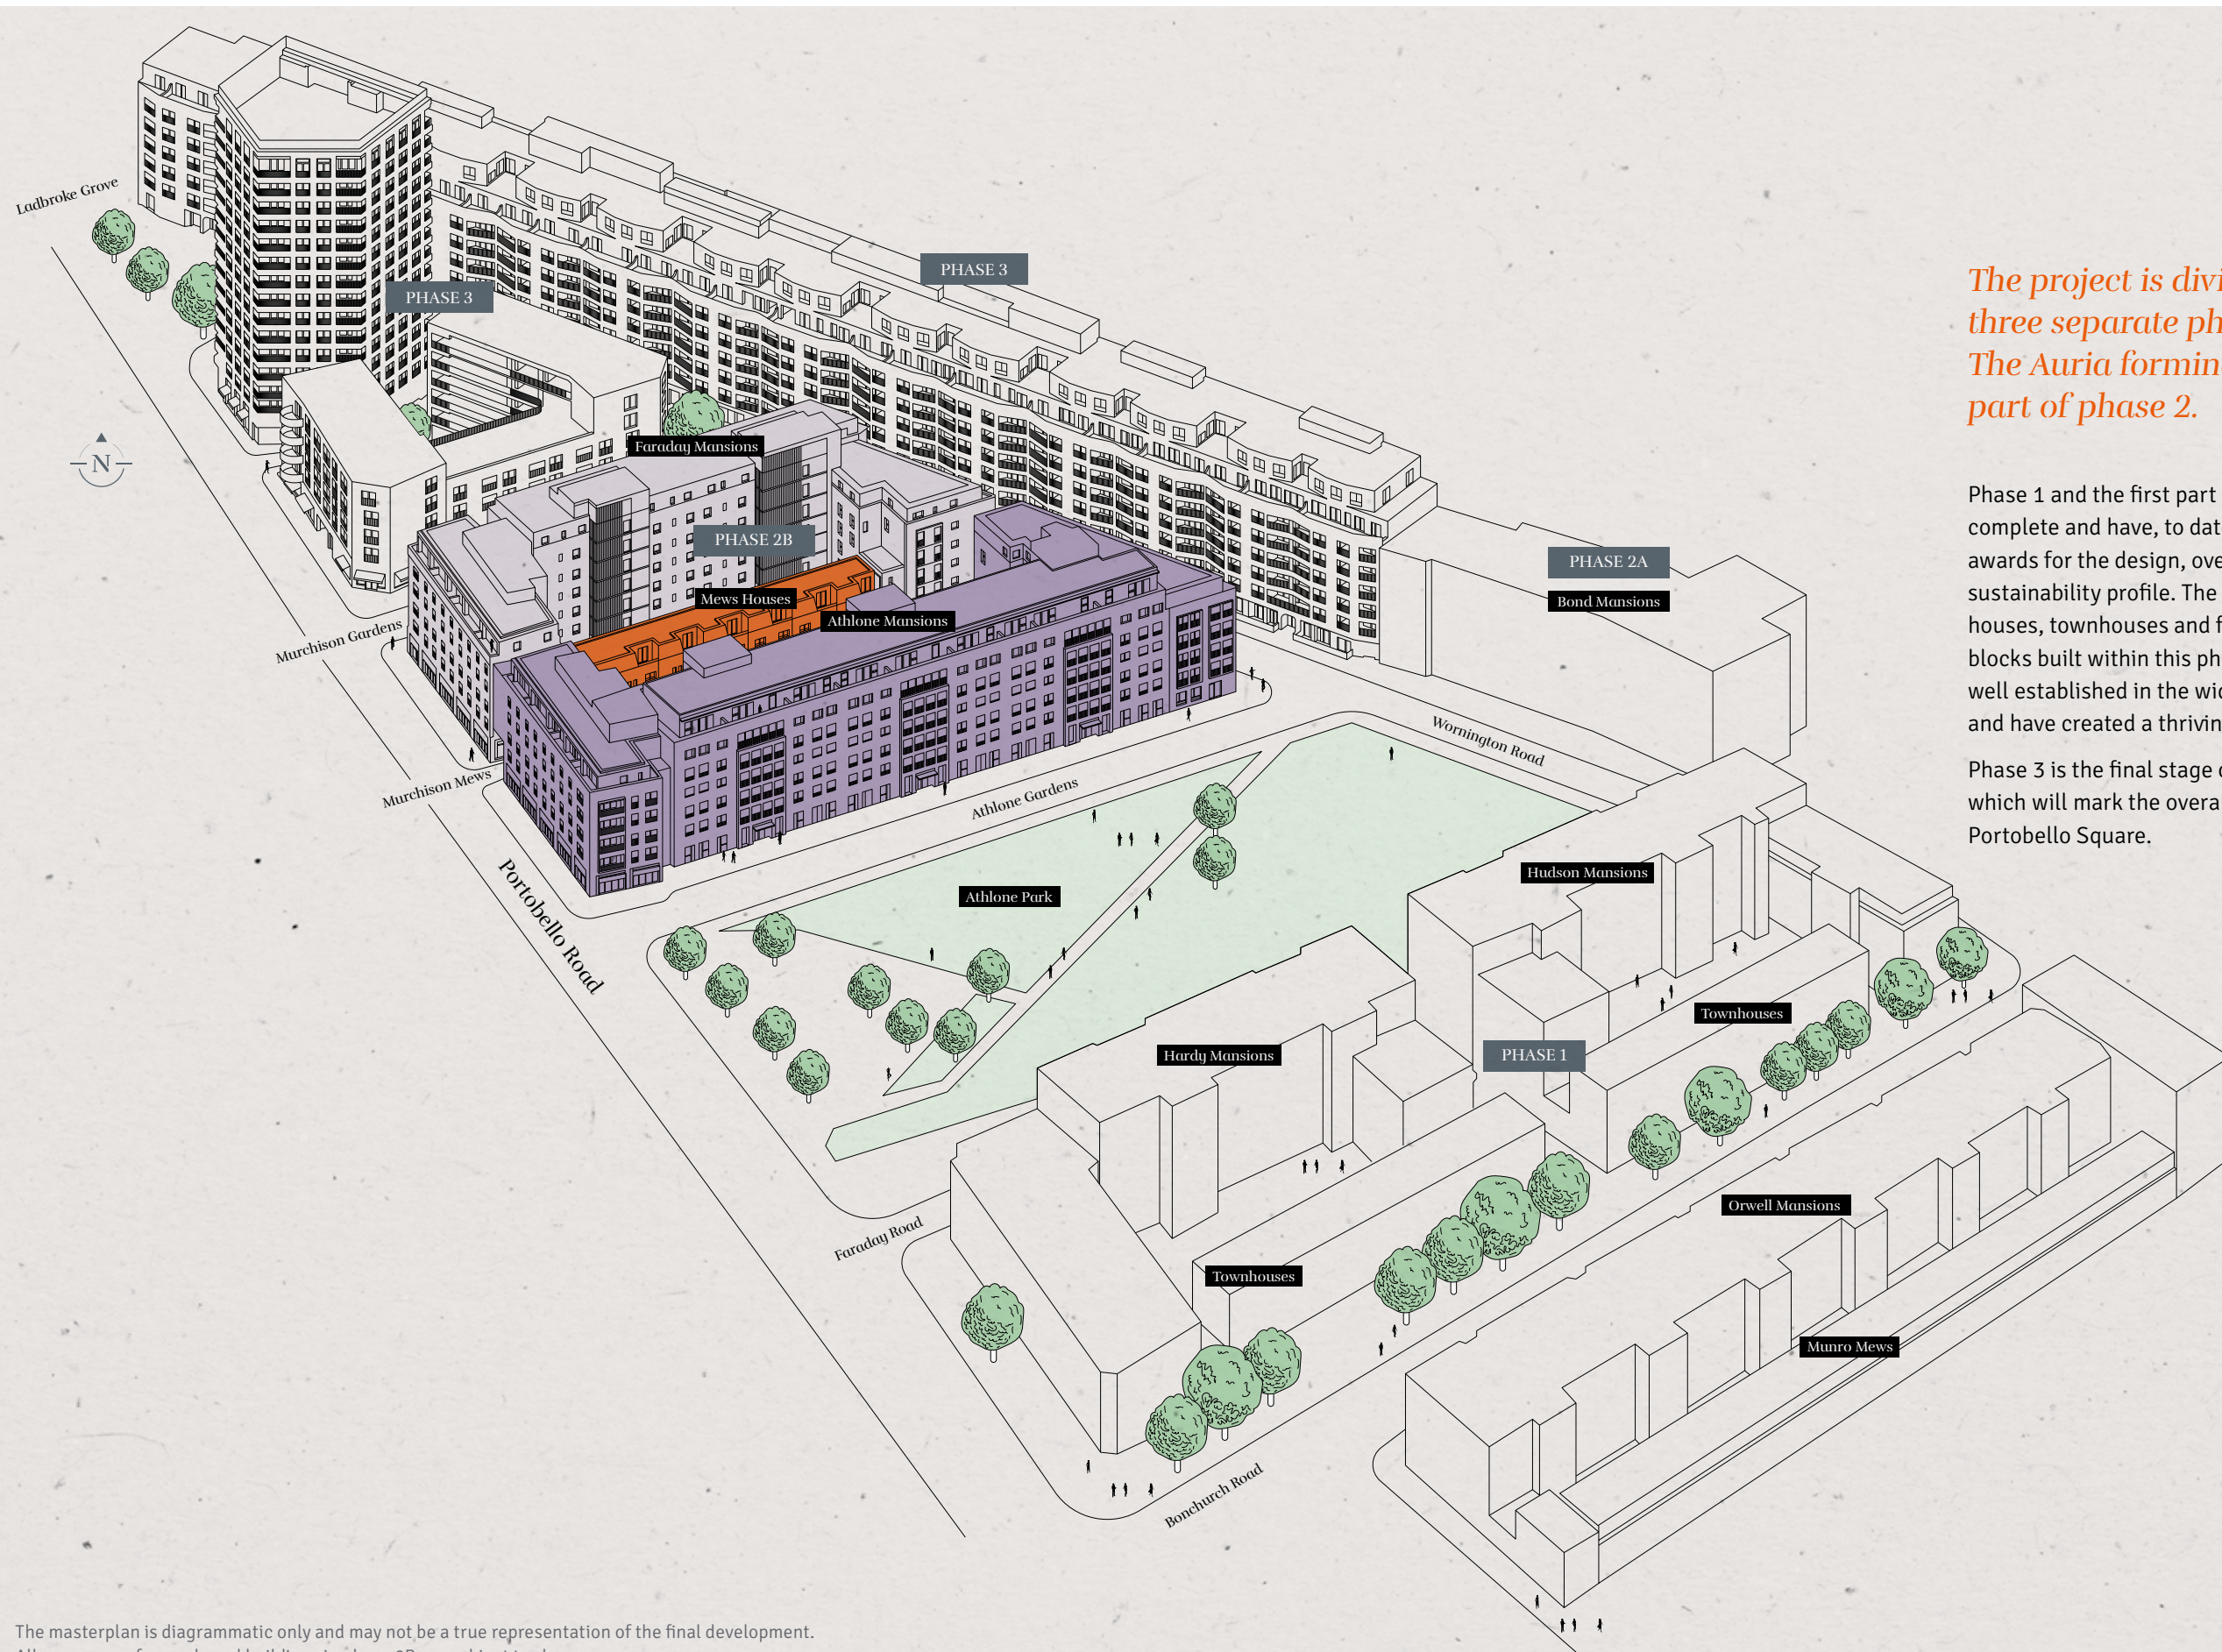 Ladbroke Grove
PHASE 3
PHASE 3
N
Faraday Mansions
PHASE 2B
Mews Houses
Athlone Mansions
PHASE 2A
Bond Mansions
Murchison Gardens
Murchison Mews
Wornington Road
Athlone Gardens
Portobello Road
Athlone Park
Hudson Mansions
Townhouses
Hardy Mansions
PHASE 1
Orwell Mansions
Faraday Road
Townhouses
Munro Mews
Bonchurch Road
The project is divi
three separate ph
The Auria forming
part of phase 2.
Phase 1 and the first part
complete and have, to date
awards for the design, ove
sustainability profile. The
houses, townhouses and f
blocks built within this ph
well established in the wid
and have created a thrivin
Phase 3 is the final stage o
which will mark the overa
Portobello Square.
The masterplan is diagrammatic only and may not be a true representation of the final development.